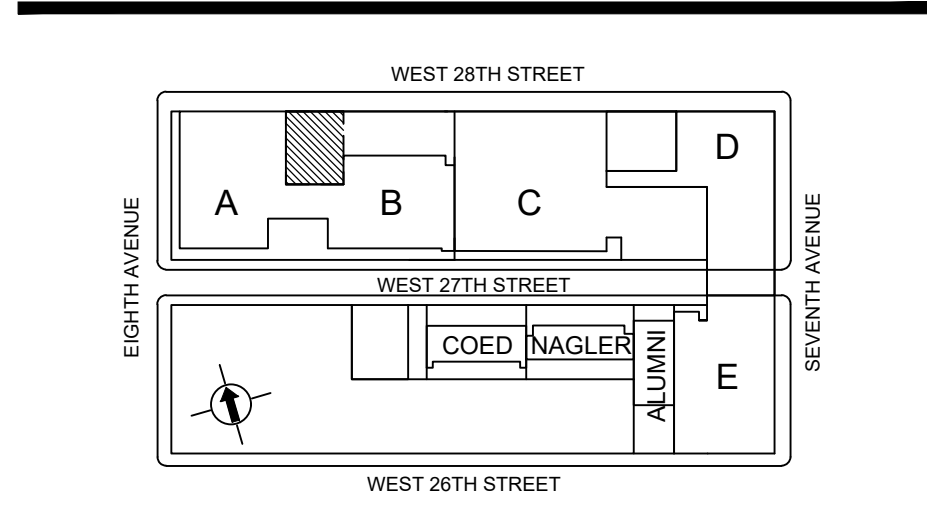 WEST 28TH STREET
D
A
B
C
EIGHTH AVENUE
SEVENTH AVENUE
WEST 27TH STREET
COED
NAGLER
ALUMNI
E
WEST 26TH STREET